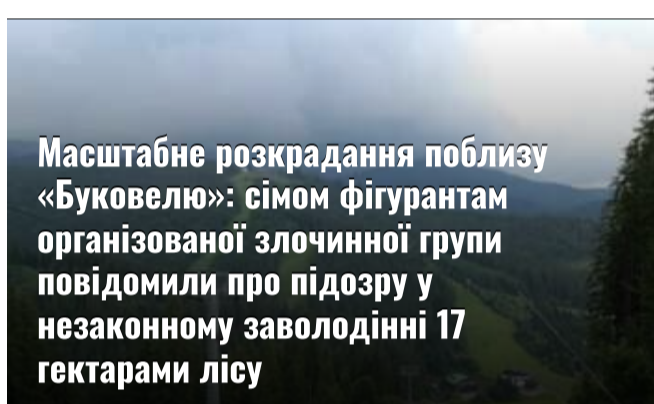 Масштабне розкрадання поблизу
«Буковелю»: сімом фігурантам
організованої злочинної групи
повідомили про підозру у
незаконному заволодінні 17
гектарами лісу